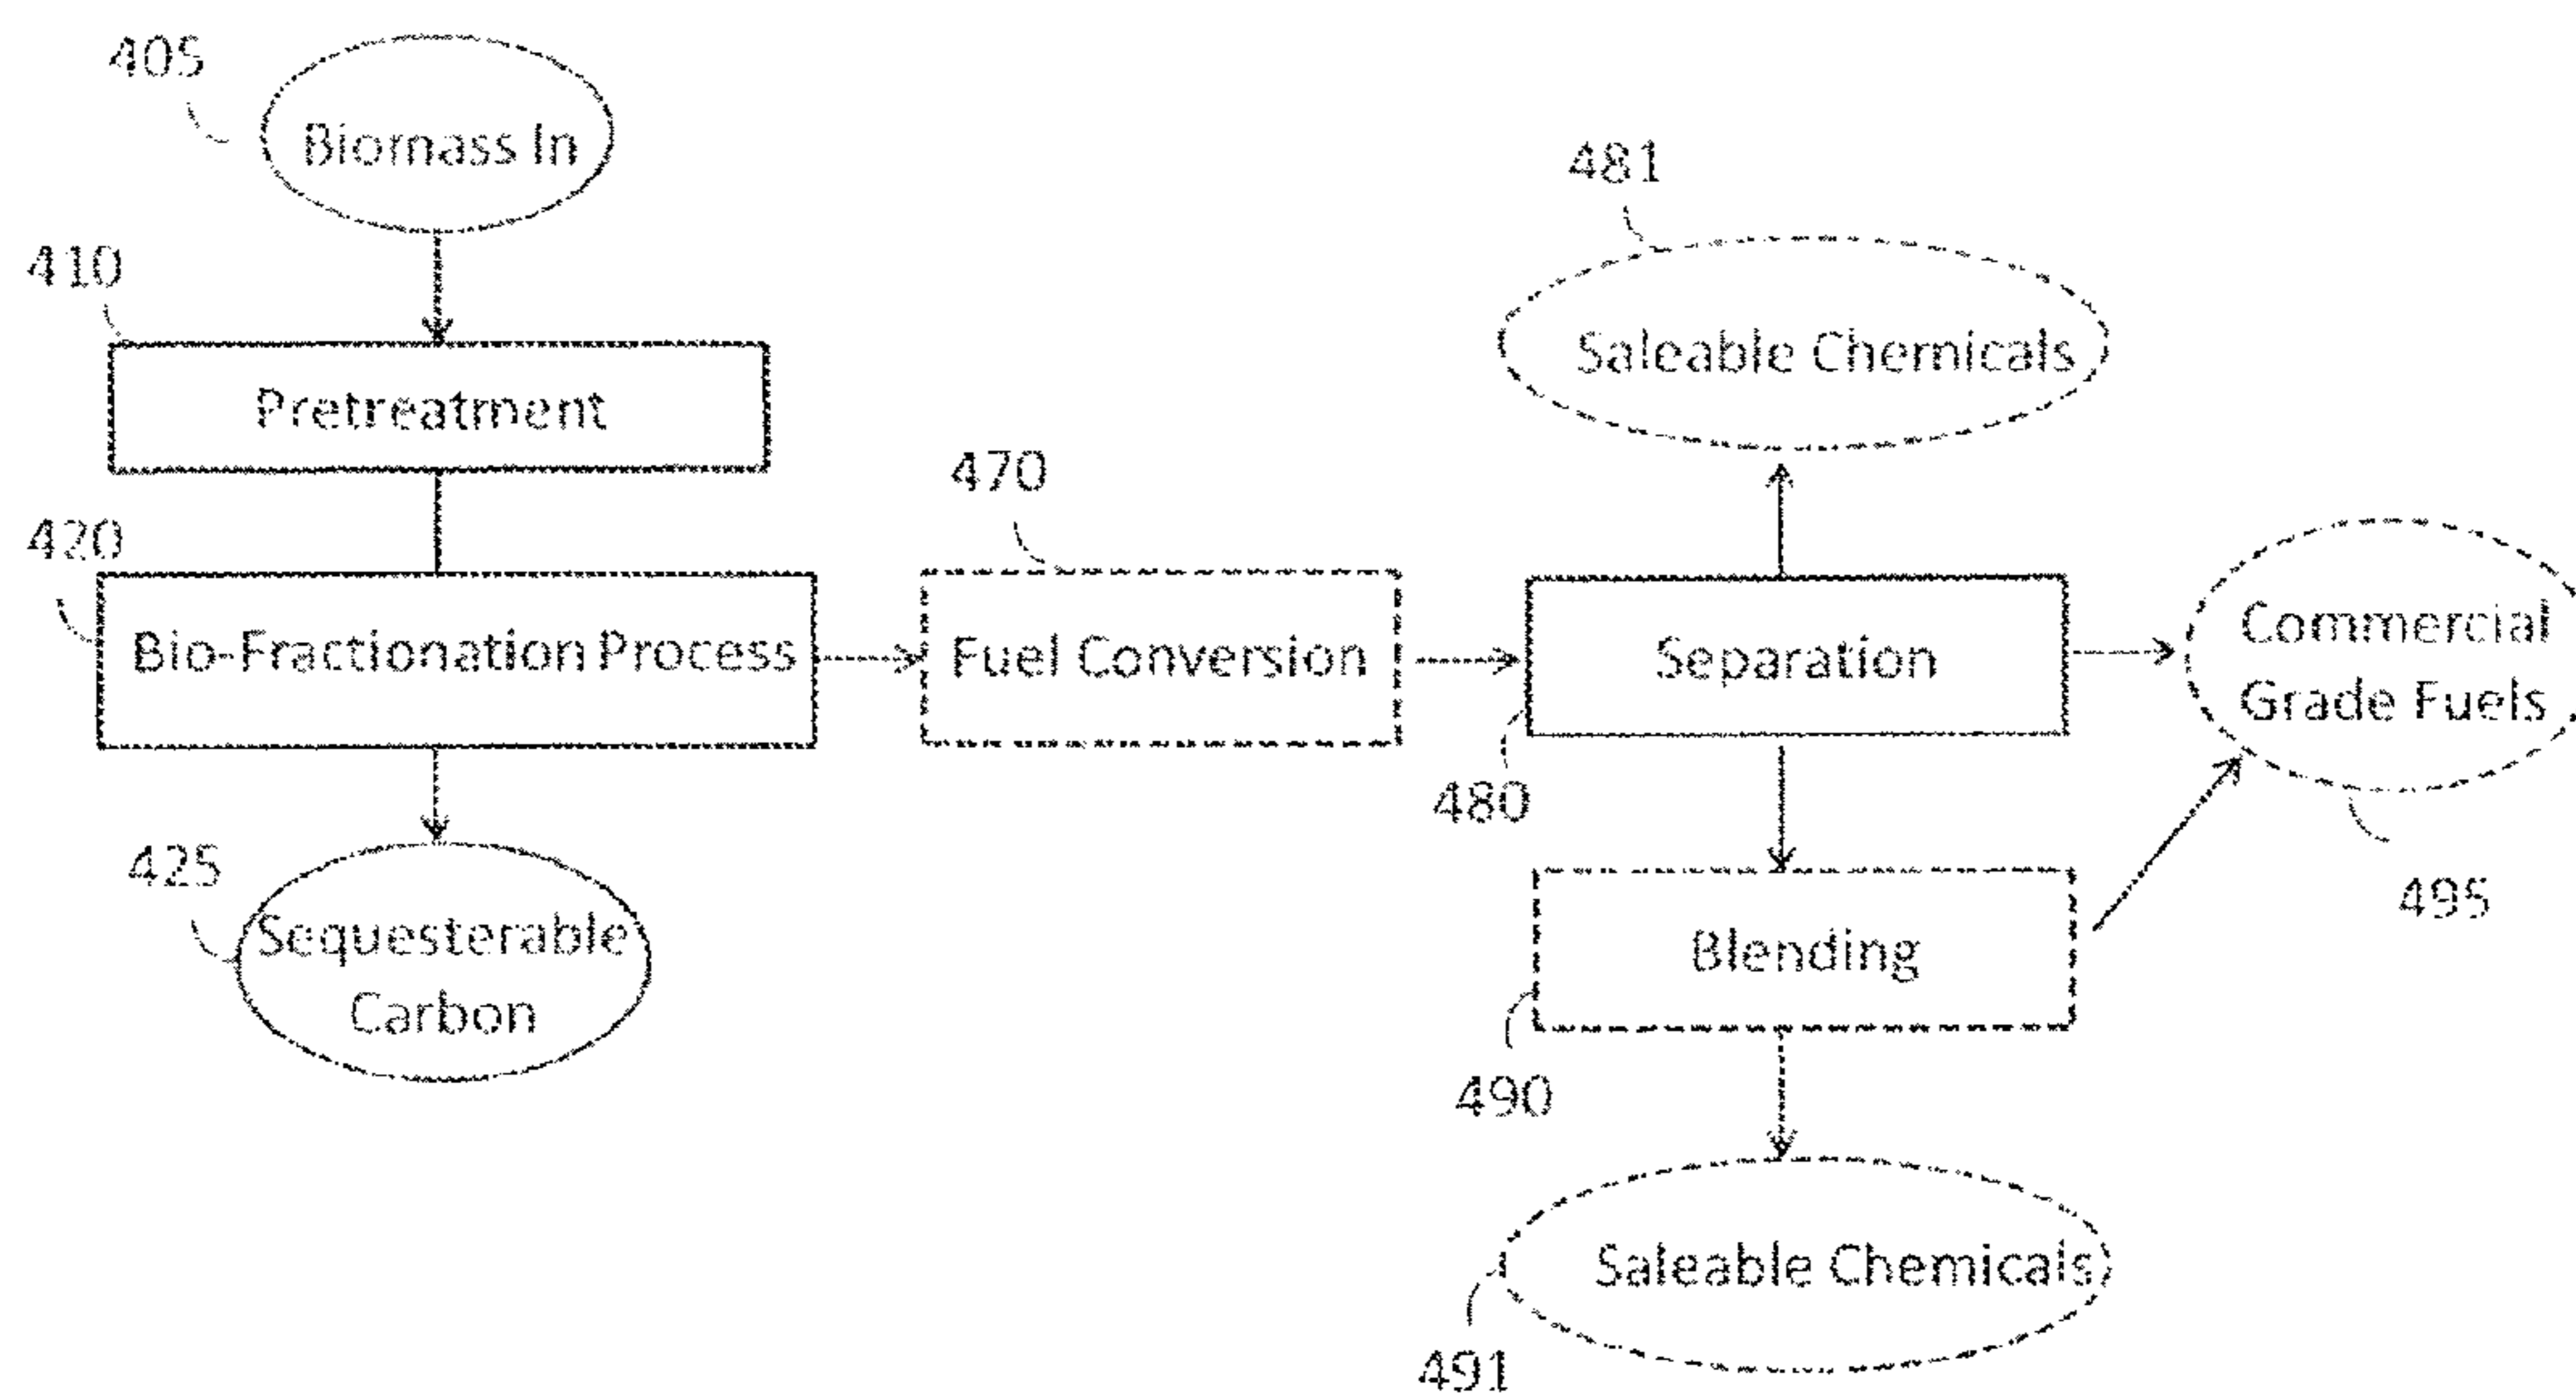 405
Biomass In
410
Pretreatment
420
Bio-Fractionation Process
425
Sequesterable
Carbon
470
Fuel Conversion
481
Saleable Chemicals
Separation
480
Commercial
Grade Fuels
495
Blending
490
Saleable Chemicals
491